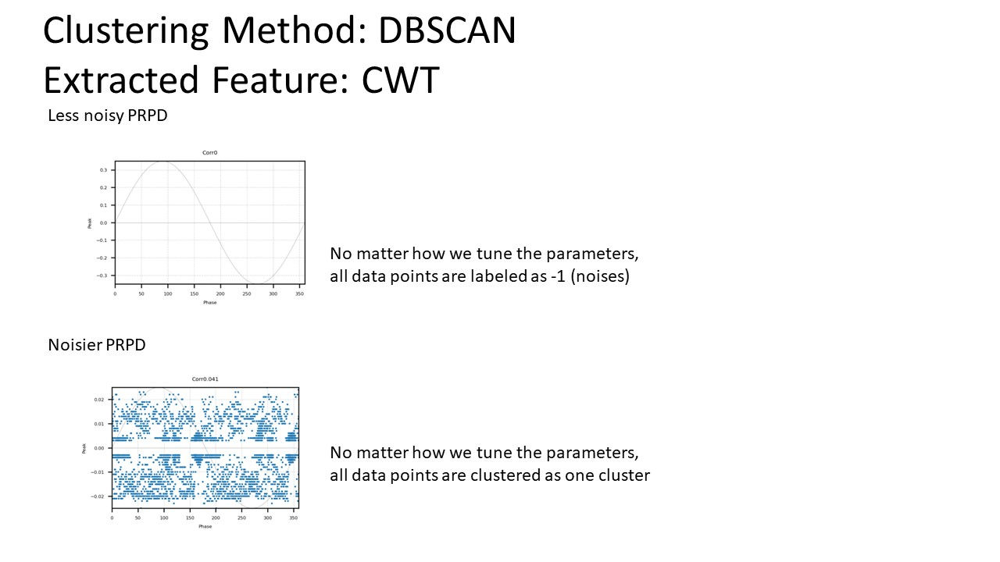 Clustering Method: DBSCAN
Extracted Feature: CWT
Less noisy PRPD
Corr0
0.3
0.2
0.1
0.0
−0.1
−0.2
−0.3
Peak
0 50 100 150 200 250 300 350
Phase
No matter how we tune the parameters,
all data points are labeled as -1 (noises)
Noisier PRPD
Corr0.041
0.02
0.01
0.00
−0.01
−0.02
Peak
0 50 100 150 200 250 300 350
Phase
No matter how we tune the parameters,
all data points are clustered as one cluster